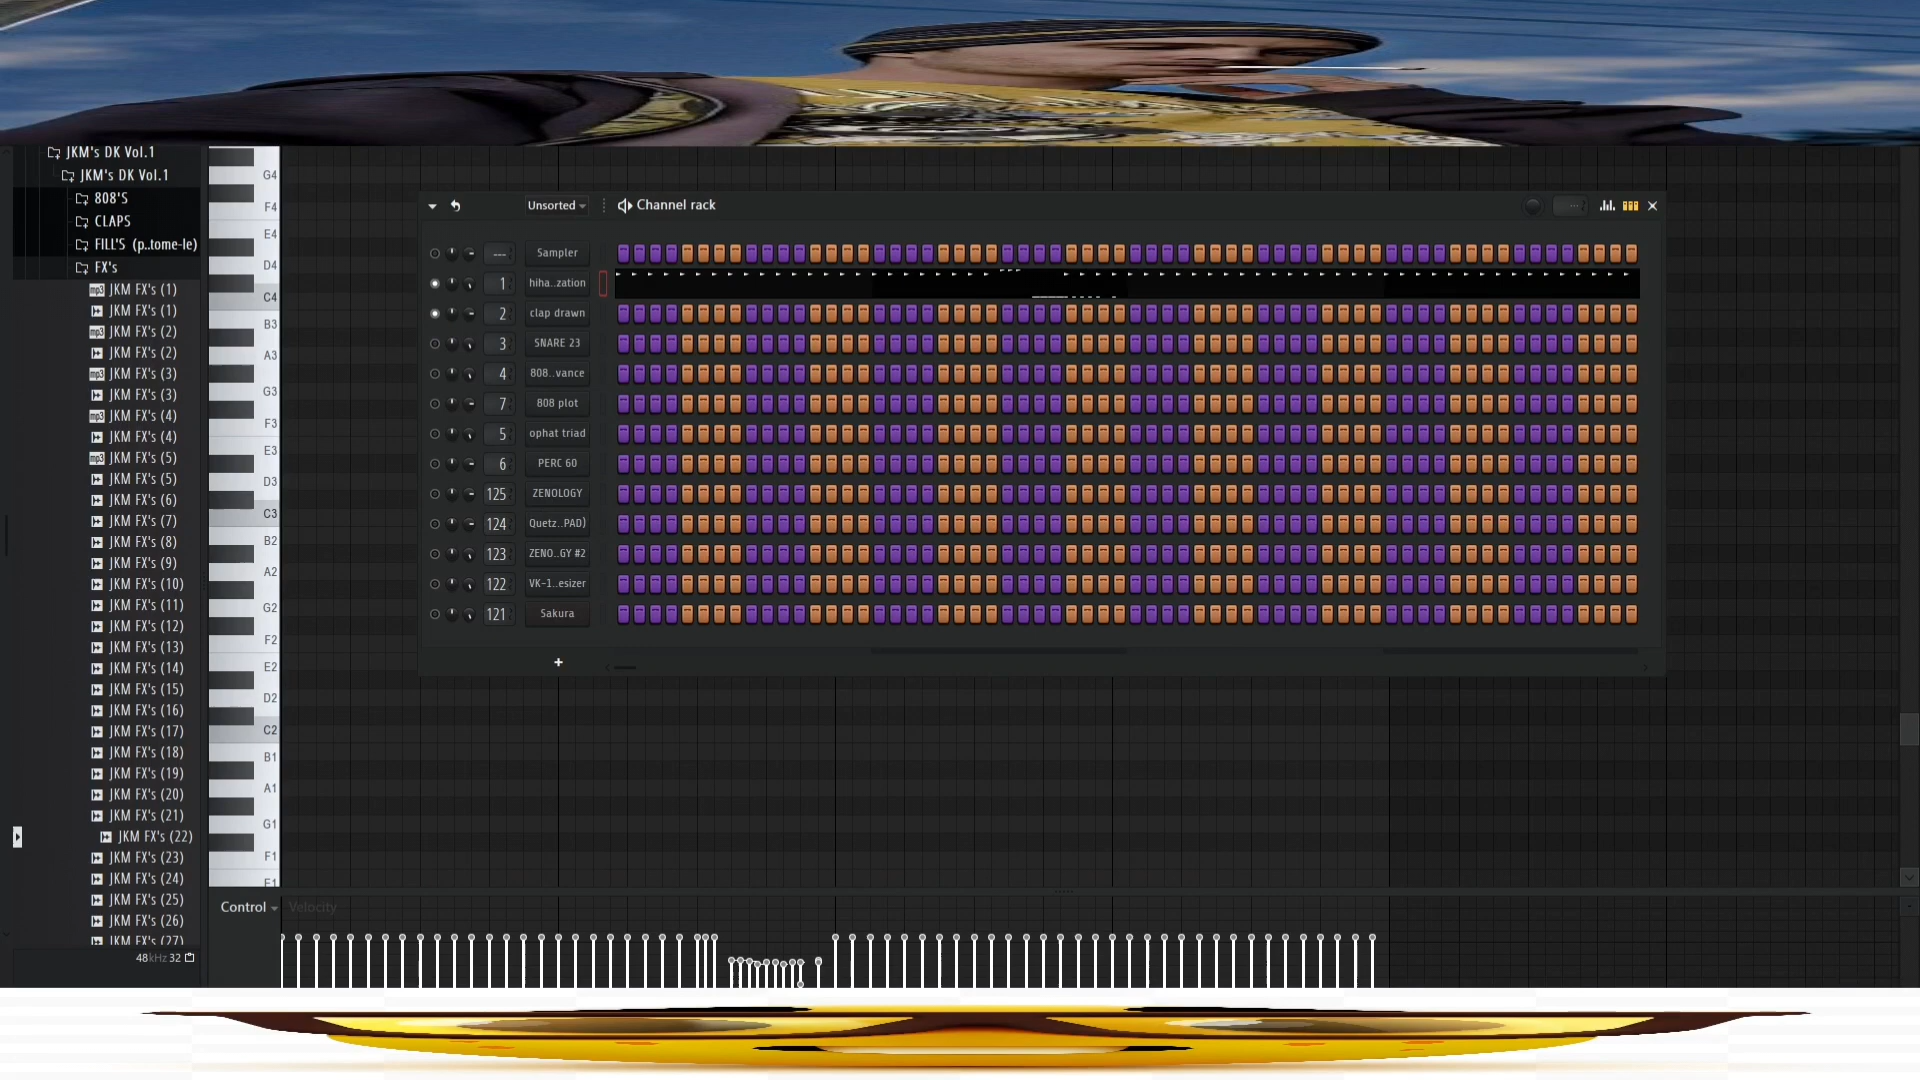 JKM's DK Vol.1
JKM's DK Vol.1
808'S
CLAPS
FILL'S (p..tome-le)
FX's
JKM FX's (1)
JKM FX's (1)
JKM FX's (2)
JKM FX's (2)
JKM FX's (3)
JKM FX's (3)
JKM FX's (4)
JKM FX's (4)
JKM FX's (5)
JKM FX's (5)
JKM FX's (6)
JKM FX's (7)
JKM FX's (8)
JKM FX's (9)
JKM FX's (10)
JKM FX's (11)
JKM FX's (12)
JKM FX's (13)
JKM FX's (14)
JKM FX's (15)
JKM FX's (16)
JKM FX's (17)
JKM FX's (18)
JKM FX's (19)
JKM FX's (20)
JKM FX's (21)
JKM FX's (22)
JKM FX's (23)
JKM FX's (24)
JKM FX's (25)
JKM FX's (26)
JKM FX's (27)
48kHz 32
G4
F4
E4
D4
C4
B3
A3
G3
F3
E3
D3
C3
B2
A2
G2
F2
E2
D2
C2
B1
A1
G1
F1
E1
Unsorted
Channel rack
--- Sampler
1 hiha..zation
2 clap drawn
3 SNARE 23
4 808..vance
7 808 plot
5 ophat triad
6 PERC 60
125 ZENOLOGY
124 Quetz..PAD)
123 ZENO..GY #2
122 VK-1..esizer
121 Sakura
+
Control Velocity